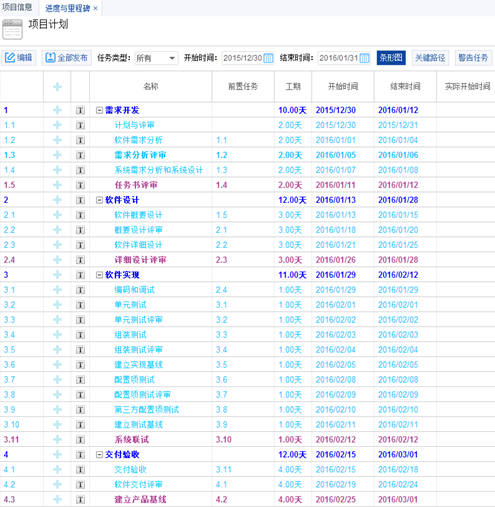 项目信息 进度与里程碑 ×
项目计划
编辑 全部发布 任务类型: 所有 开始时间: 2015/12/30 结束时间: 2016/01/31 条形图 关键路径 警告任务
名称 前置任务 工期 开始时间 结束时间 实际开始时间
1 T 需求开发 10.00天 2015/12/30 2016/01/12
1.1 T 计划与评审 2.00天 2015/12/30 2015/12/31
1.2 T 软件需求分析 1.1 2.00天 2016/01/01 2016/01/04
1.3 T 需求分析评审 1.2 2.00天 2016/01/05 2016/01/06
1.4 T 系统需求分析和系统设计 1.3 2.00天 2016/01/07 2016/01/08
1.5 T 任务书评审 1.4 2.00天 2016/01/11 2016/01/12
2 T 软件设计 12.00天 2016/01/13 2016/01/28
2.1 T 软件概要设计 1.5 3.00天 2016/01/13 2016/01/15
2.2 T 概要设计评审 2.1 3.00天 2016/01/18 2016/01/20
2.3 T 软件详细设计 2.2 3.00天 2016/01/21 2016/01/25
2.4 T 详细设计评审 2.3 3.00天 2016/01/26 2016/01/28
3 T 软件实现 11.00天 2016/01/29 2016/02/12
3.1 T 编码和调试 2.4 1.00天 2016/01/29 2016/01/29
3.2 T 单元测试 3.1 1.00天 2016/02/01 2016/02/01
3.3 T 单元测试评审 3.2 1.00天 2016/02/02 2016/02/02
3.4 T 组装测试 3.3 1.00天 2016/02/03 2016/02/03
3.5 T 组装测试评审 3.4 1.00天 2016/02/04 2016/02/04
3.6 T 建立实现基线 3.5 1.00天 2016/02/05 2016/02/05
3.7 T 配置项测试 3.6 1.00天 2016/02/08 2016/02/08
3.8 T 配置项测试评审 3.7 1.00天 2016/02/09 2016/02/09
3.9 T 第三方配置项测试 3.8 1.00天 2016/02/10 2016/02/10
3.10 T 建立测试基线 3.9 1.00天 2016/02/11 2016/02/11
3.11 T 系统联试 3.10 1.00天 2016/02/12 2016/02/12
4 T 交付验收 12.00天 2016/02/15 2016/03/01
4.1 T 交付验收 3.11 4.00天 2016/02/15 2016/02/18
4.2 T 软件交付评审 4.1 4.00天 2016/02/19 2016/02/24
4.3 T 建立产品基线 4.2 4.00天 2016/02/25 2016/03/01